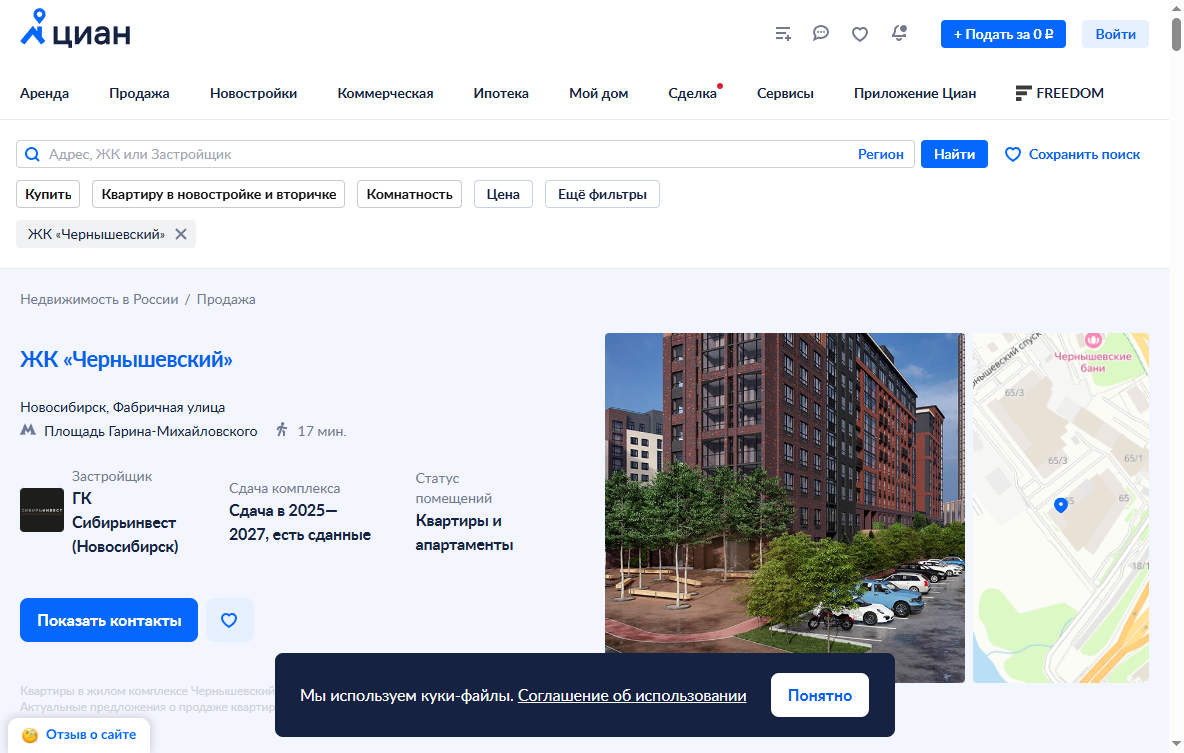 циан
+ Подать за 0 ₽
Войти
Аренда
Продажа
Новостройки
Коммерческая
Ипотека
Мой дом
Сделка
Сервисы
Приложение Циан
FREEDOM
Адрес, ЖК или Застройщик
Регион
Найти
Сохранить поиск
Купить
Квартиру в новостройке и вторичке
Комнатность
Цена
Ещё фильтры
ЖК «Чернышевский»
Недвижимость в России / Продажа
ЖК «Чернышевский»
Новосибирск, Фабричная улица
Площадь Гарина-Михайловского
17 мин.
Застройщик
ГК
Сибирьинвест
(Новосибирск)
СИБИРЬИНВЕСТ
Сдача комплекса
Сдача в 2025—
2027, есть сданные
Статус
помещений
Квартиры и
апартаменты
Показать контакты
Чернышевские
бани
65/3
65/3
65/1
65
65
18/1
Квартиры в жилом комплексе Чернышевский
Актуальные предложения о продаже квартир
Мы используем куки-файлы. Соглашение об использовании
Понятно
Отзыв о сайте